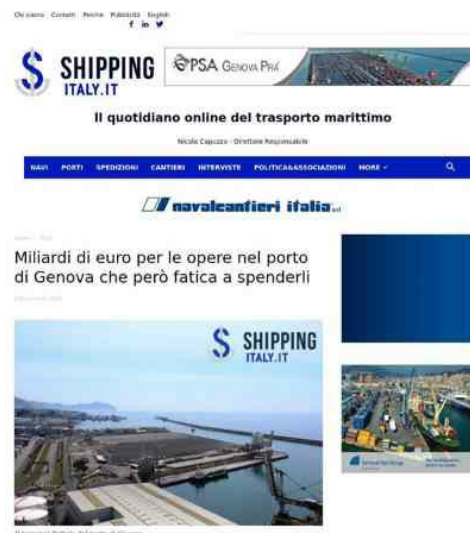 Chi siamo Contatti Perché Pubblicità English
SHIPPING
ITALY.IT
PSA GENOVA PRA'
Il quotidiano online del trasporto marittimo
Nicola Capuzzo - Direttore Responsabile
NAVI PORTI SPEDIZIONI CANTIERI INTERVISTE POLITICA&ASSOCIAZIONI MORE
navalcantieri italia srl
Miliardi di euro per le opere nel porto
di Genova che però fatica a spenderli
SHIPPING
ITALY.IT